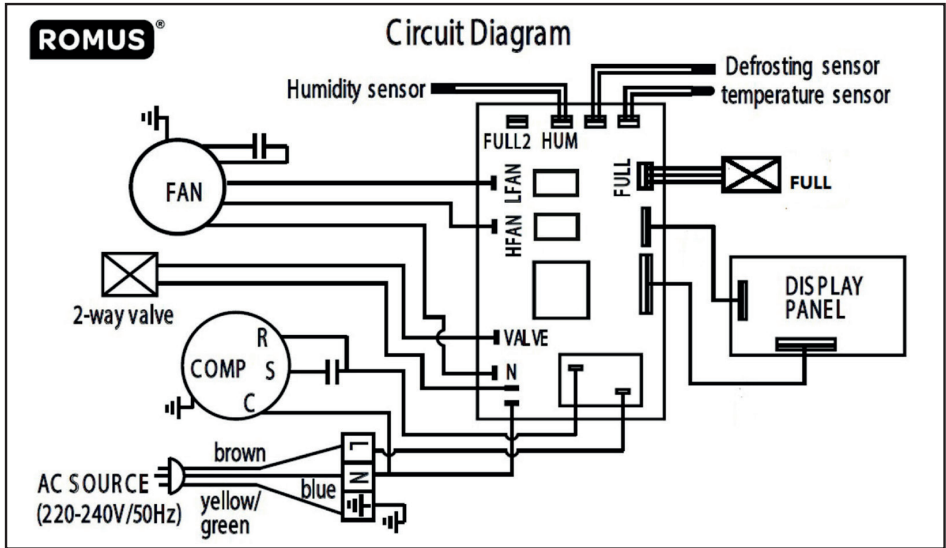 ROMUS®
Circuit Diagram
Humidity sensor
Defrosting sensor
temperature sensor
FULL2 HUM
FAN
LFAN
HFAN
FULL
FULL
2-way valve
VALVE
N
DISPLAY
PANEL
COMP
R
S
C
AC SOURCE
(220-240V/50Hz)
brown
blue
yellow/
green
L
N